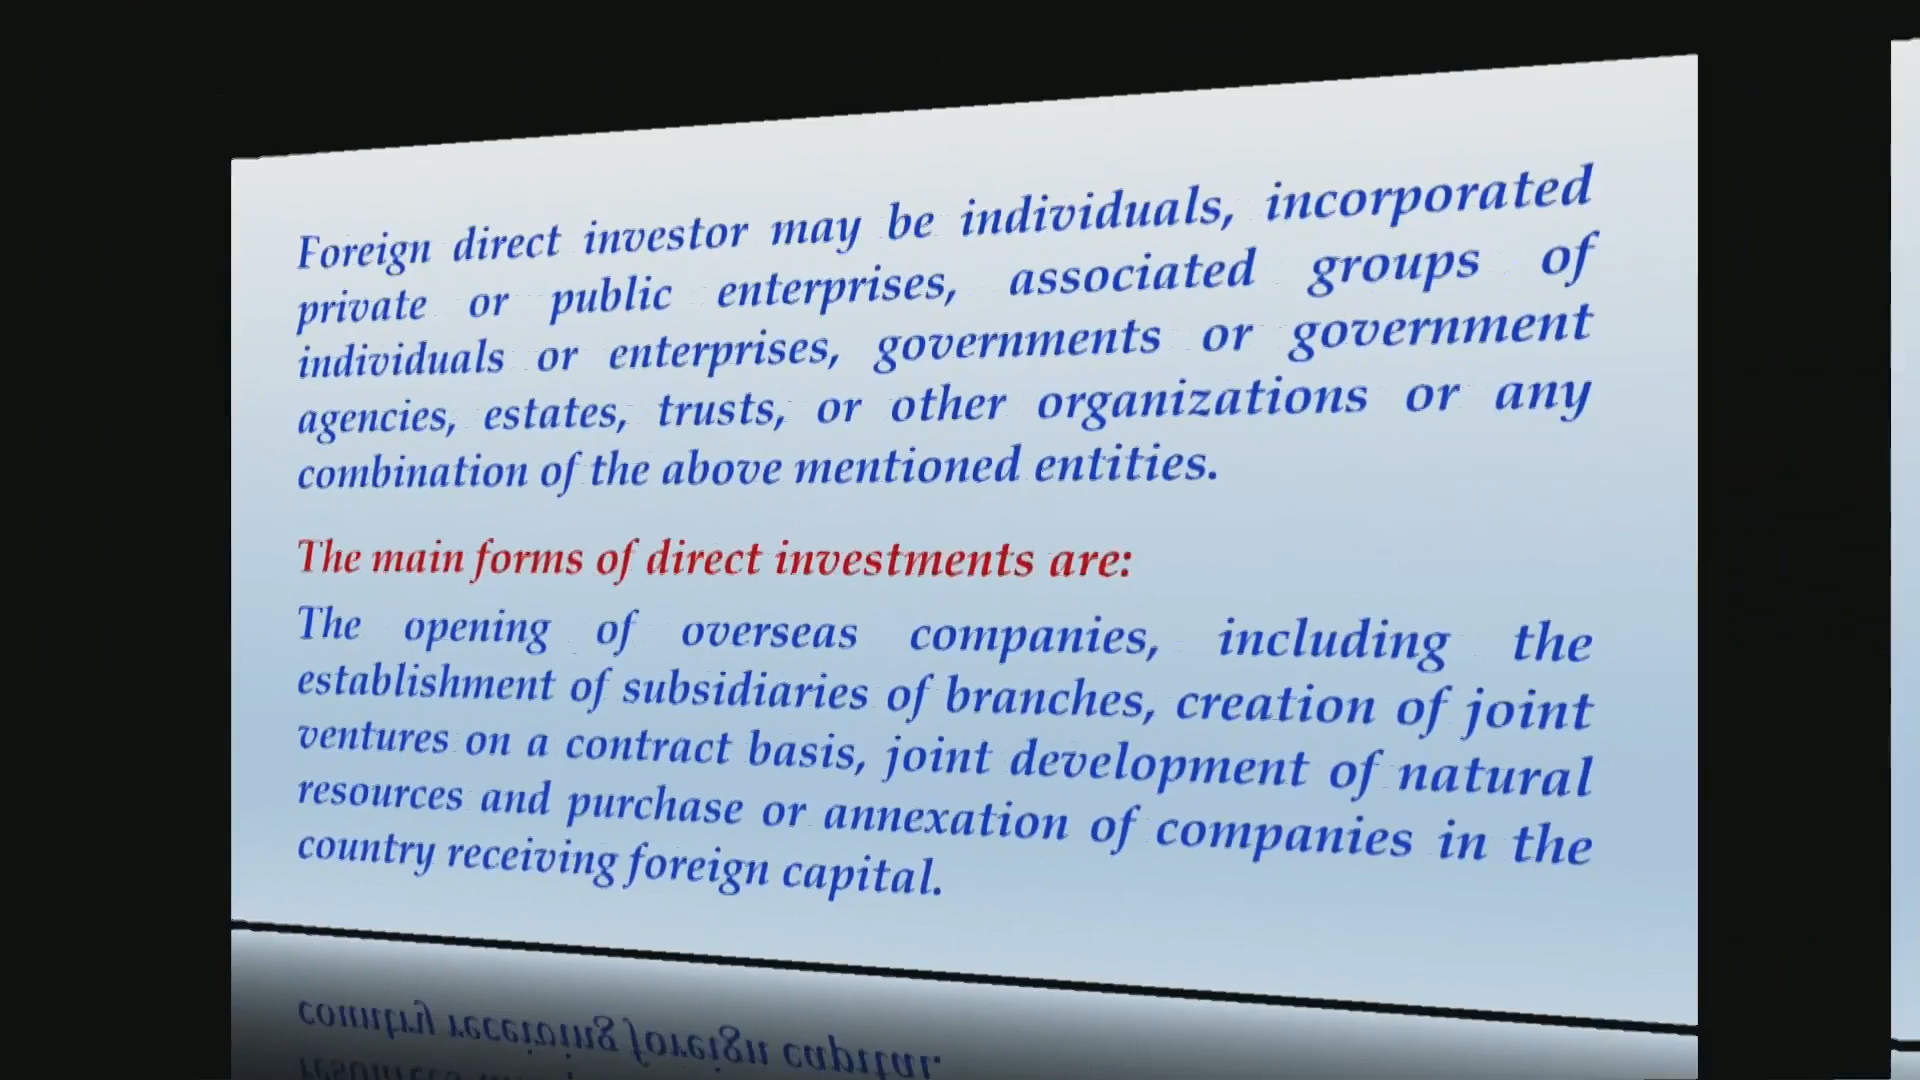 Foreign direct investor may be individuals, incorporated
private or public enterprises, associated groups of
individuals or enterprises, governments or government
agencies, estates, trusts, or other organizations or any
combination of the above mentioned entities.
The main forms of direct investments are:
The opening of overseas companies, including the
establishment of subsidiaries of branches, creation of joint
ventures on a contract basis, joint development of natural
resources and purchase or annexation of companies in the
country receiving foreign capital.